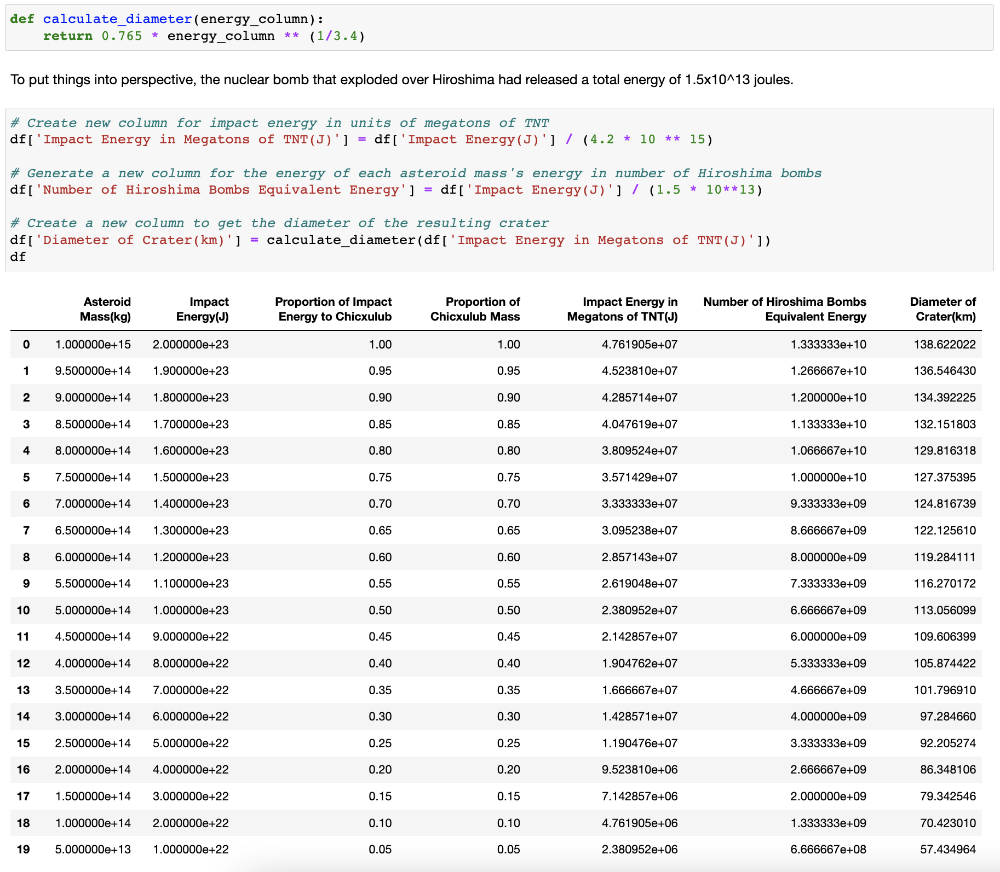 def calculate_diameter(energy_column):
    return 0.765 * energy_column ** (1/3.4)
To put things into perspective, the nuclear bomb that exploded over Hiroshima had released a total energy of 1.5x10^13 joules.
# Create new column for impact energy in units of megatons of TNT
df['Impact Energy in Megatons of TNT(J)'] = df['Impact Energy(J)'] / (4.2 * 10 ** 15)
# Generate a new column for the energy of each asteroid mass's energy in number of Hiroshima bombs
df['Number of Hiroshima Bombs Equivalent Energy'] = df['Impact Energy(J)'] / (1.5 * 10**13)
# Create a new column to get the diameter of the resulting crater
df['Diameter of Crater(km)'] = calculate_diameter(df['Impact Energy in Megatons of TNT(J)'])
df
Asteroid Impact Proportion of Impact Proportion of Impact Energy in Number of Hiroshima Bombs Diameter of
Mass(kg) Energy(J) Energy to Chicxulub Chicxulub Mass Megatons of TNT(J) Equivalent Energy Crater(km)
0 1.000000e+15 2.000000e+23 1.00 1.00 4.761905e+07 1.333333e+10 138.622022
1 9.500000e+14 1.900000e+23 0.95 0.95 4.523810e+07 1.266667e+10 136.546430
2 9.000000e+14 1.800000e+23 0.90 0.90 4.285714e+07 1.200000e+10 134.392225
3 8.500000e+14 1.700000e+23 0.85 0.85 4.047619e+07 1.133333e+10 132.151803
4 8.000000e+14 1.600000e+23 0.80 0.80 3.809524e+07 1.066667e+10 129.816318
5 7.500000e+14 1.500000e+23 0.75 0.75 3.571429e+07 1.000000e+10 127.375395
6 7.000000e+14 1.400000e+23 0.70 0.70 3.333333e+07 9.333333e+09 124.816739
7 6.500000e+14 1.300000e+23 0.65 0.65 3.095238e+07 8.666667e+09 122.125610
8 6.000000e+14 1.200000e+23 0.60 0.60 2.857143e+07 8.000000e+09 119.284111
9 5.500000e+14 1.100000e+23 0.55 0.55 2.619048e+07 7.333333e+09 116.270172
10 5.000000e+14 1.000000e+23 0.50 0.50 2.380952e+07 6.666667e+09 113.056099
11 4.500000e+14 9.000000e+22 0.45 0.45 2.142857e+07 6.000000e+09 109.606399
12 4.000000e+14 8.000000e+22 0.40 0.40 1.904762e+07 5.333333e+09 105.874422
13 3.500000e+14 7.000000e+22 0.35 0.35 1.666667e+07 4.666667e+09 101.796910
14 3.000000e+14 6.000000e+22 0.30 0.30 1.428571e+07 4.000000e+09 97.284660
15 2.500000e+14 5.000000e+22 0.25 0.25 1.190476e+07 3.333333e+09 92.205274
16 2.000000e+14 4.000000e+22 0.20 0.20 9.523810e+06 2.666667e+09 86.348106
17 1.500000e+14 3.000000e+22 0.15 0.15 7.142857e+06 2.000000e+09 79.342546
18 1.000000e+14 2.000000e+22 0.10 0.10 4.761905e+06 1.333333e+09 70.423010
19 5.000000e+13 1.000000e+22 0.05 0.05 2.380952e+06 6.666667e+08 57.434964